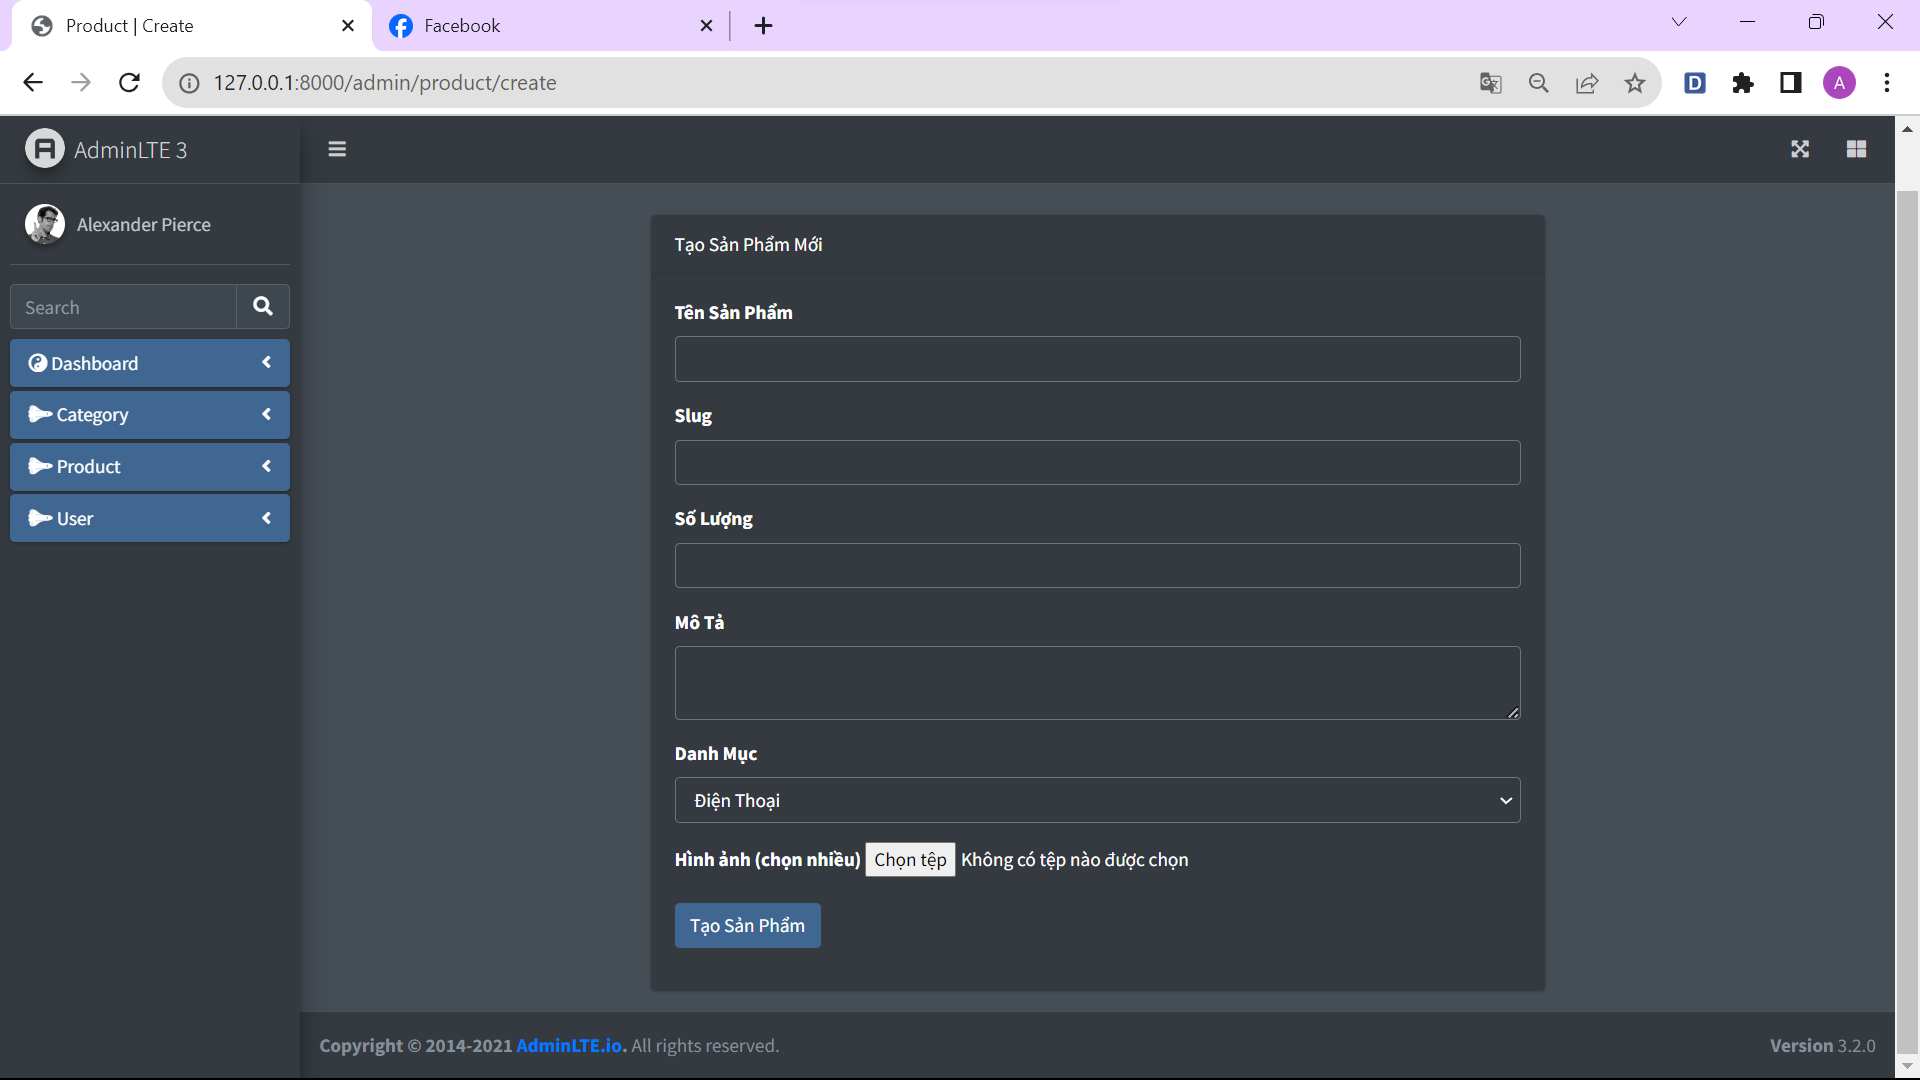 Product | Create
Facebook
127.0.0.1:8000/admin/product/create
D
A
AdminLTE 3
Alexander Pierce
Search
Dashboard
Category
Product
User
Tạo Sản Phẩm Mới
Tên Sản Phẩm
Slug
Số Lượng
Mô Tả
Danh Mục
Điện Thoại
Hình ảnh (chọn nhiều) Chọn tệp Không có tệp nào được chọn
Tạo Sản Phẩm
Copyright © 2014-2021 AdminLTE.io. All rights reserved.
Version 3.2.0